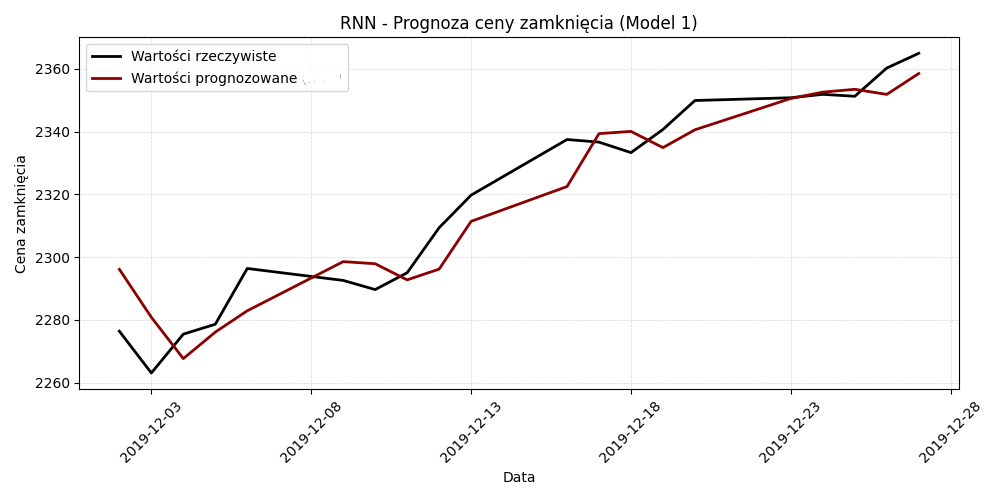 RNN - Prognoza ceny zamknięcia (Model 1)
Wartości rzeczywiste
Wartości prognozowane
Cena zamknięcia
2360
2340
2320
2300
2280
2260
2019-12-03
2019-12-08
2019-12-13
2019-12-18
2019-12-23
2019-12-28
Data